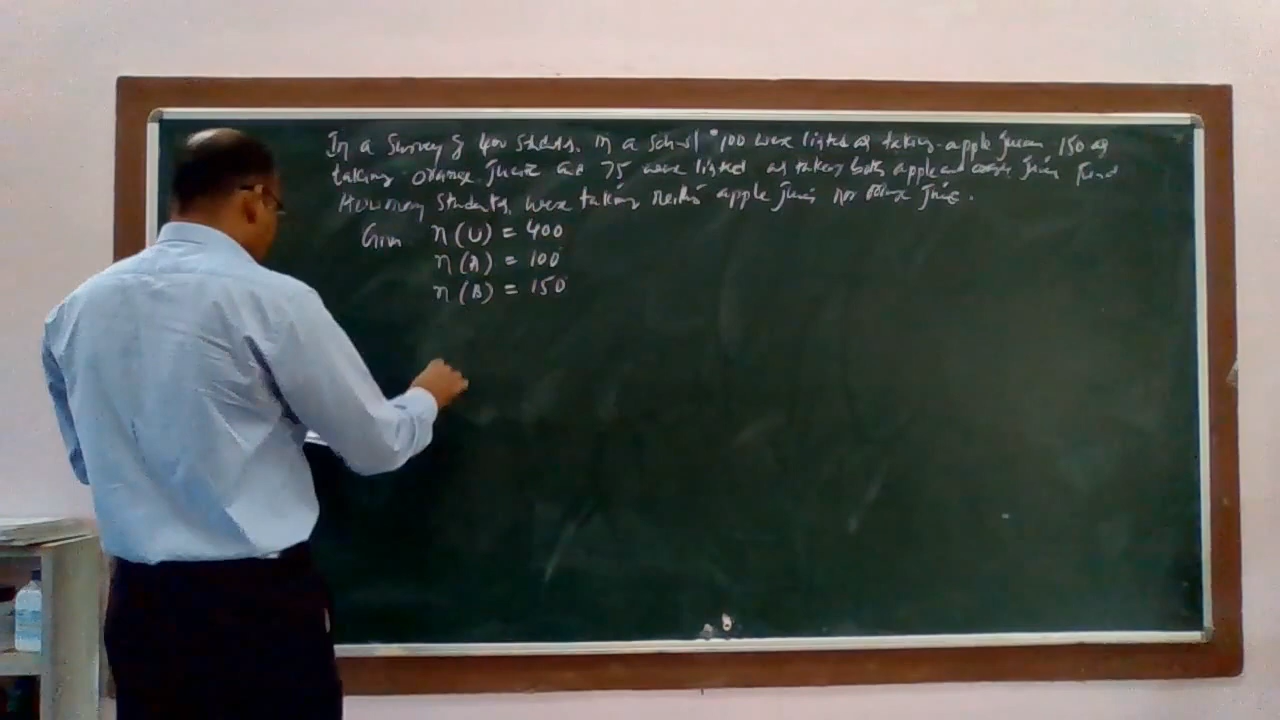 In a Survey of 400 students in a school 100 were listed as taking apple juice 150 as
taking orange juice and 75 were listed as taking both apple and orange juice Find
How many students were taking neither apple juice nor orange juice.
Given n(U) = 400
n(A) = 100
n(B) = 150